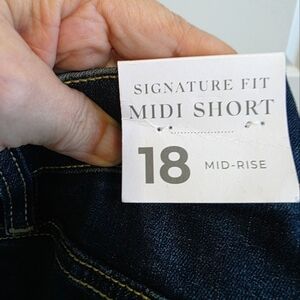 SIGNATURE FIT
MIDI SHORT
18 MID-RISE